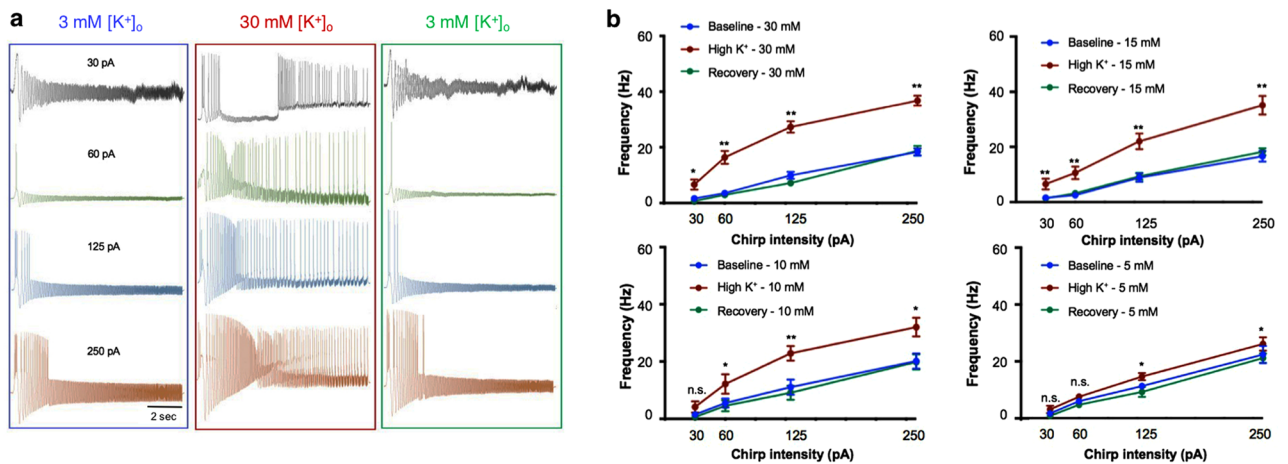 a
3 mM [K⁺]ₒ
30 mM [K⁺]ₒ
3 mM [K⁺]ₒ
30 pA
60 pA
125 pA
250 pA
2 sec
b
Baseline - 30 mM
High K⁺ - 30 mM
Recovery - 30 mM
60
40
20
0
Frequency (Hz)
*
**
**
**
30
60
125
250
Chirp intensity (pA)
Baseline - 15 mM
High K⁺ - 15 mM
Recovery - 15 mM
60
40
20
0
Frequency (Hz)
**
**
**
**
30
60
125
250
Chirp intensity (pA)
Baseline - 10 mM
High K⁺ - 10 mM
Recovery - 10 mM
60
40
20
0
Frequency (Hz)
n.s.
*
**
*
30
60
125
250
Chirp intensity (pA)
Baseline - 5 mM
High K⁺ - 5 mM
Recovery - 5 mM
60
40
20
0
Frequency (Hz)
n.s.
n.s.
*
*
30
60
125
250
Chirp intensity (pA)